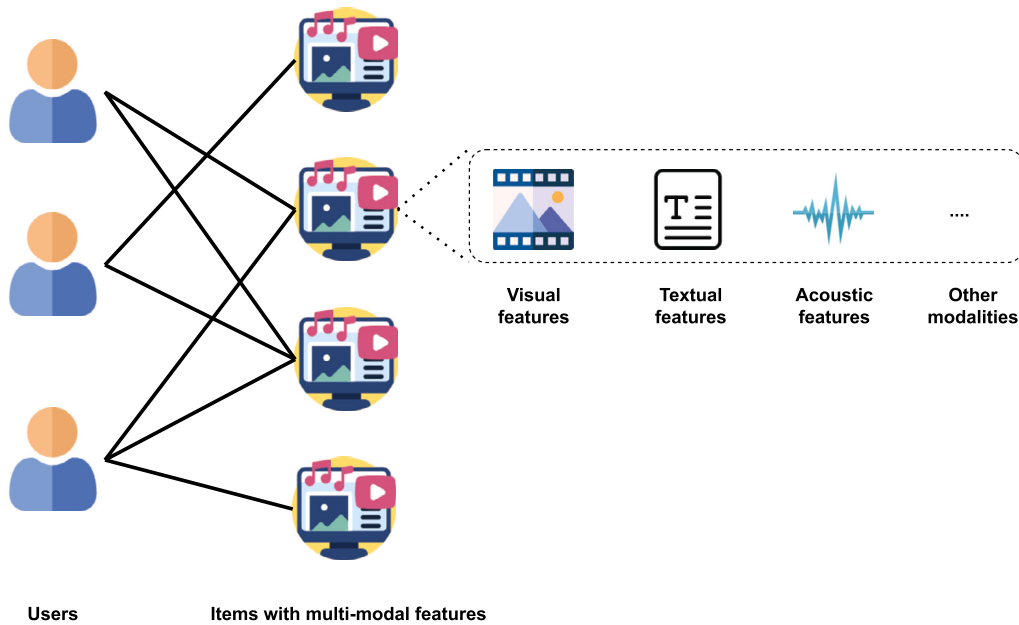 T
....
Visual
features
Textual
features
Acoustic
features
Other
modalities
Users
Items with multi-modal features